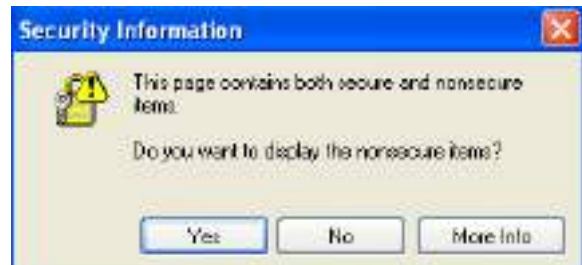 Security Information
This page contains both secure and nonsecure
items.
Do you want to display the nonsecure items?
Yes
No
More Info